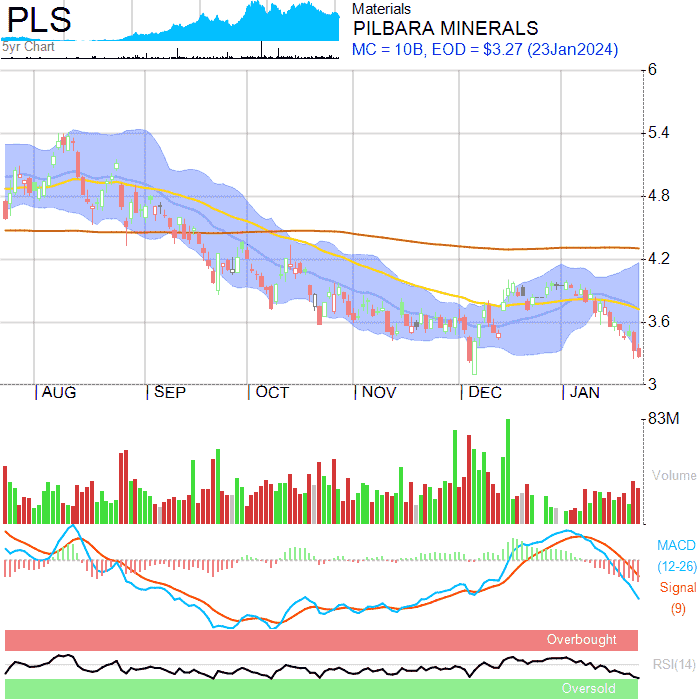 PLS
5yr Chart
Materials
PILBARA MINERALS
MC = 10B, EOD = $3.27 (23Jan2024)
6
5.4
4.8
4.2
3.6
3
AUG SEP OCT NOV DEC JAN
83M
Volume
MACD
(12-26)
Signal
(9)
Overbought
RSI(14)
Oversold